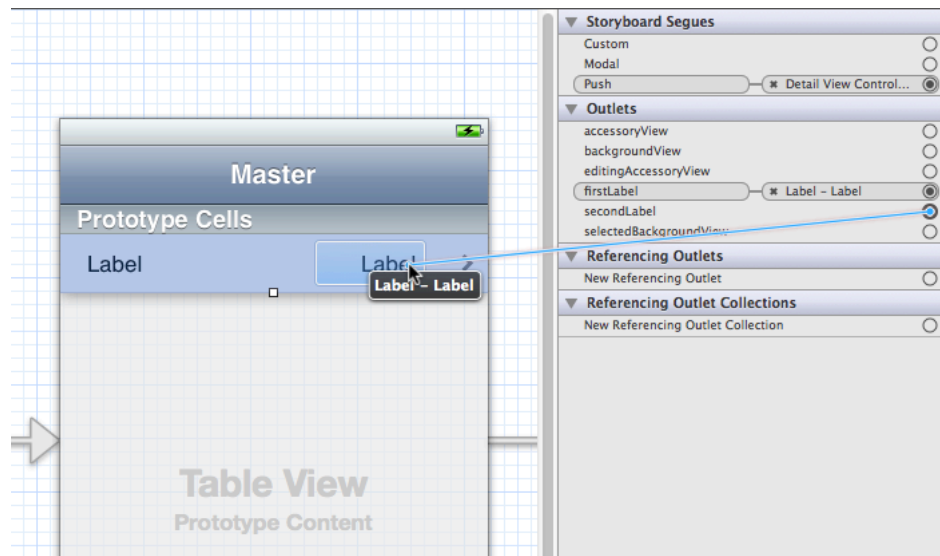 Master
Prototype Cells
Label
Label
Label – Label
Table View
Prototype Content
Storyboard Segues
Custom
Modal
Push
Detail View Control...
Outlets
accessoryView
backgroundView
editingAccessoryView
firstLabel
Label – Label
secondLabel
selectedBackgroundView
Referencing Outlets
New Referencing Outlet
Referencing Outlet Collections
New Referencing Outlet Collection